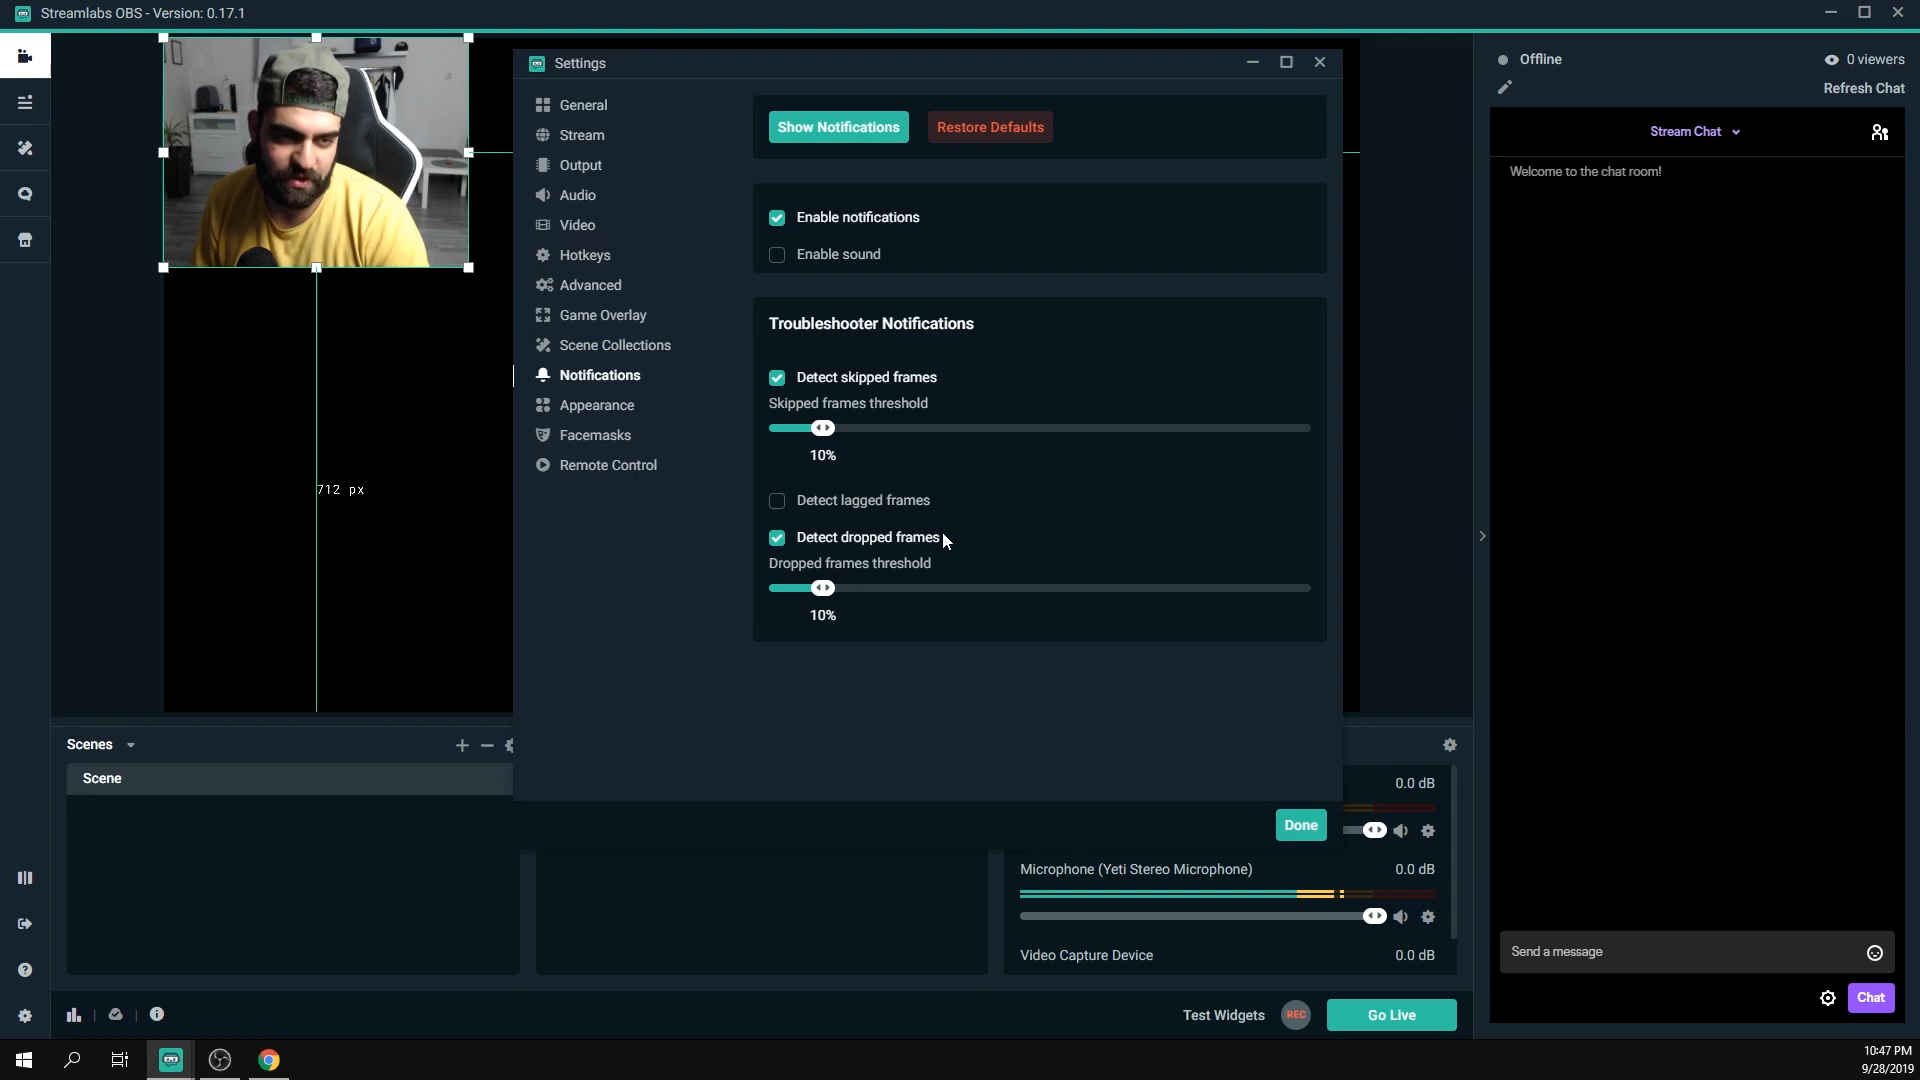 Streamlabs OBS - Version: 0.17.1
Settings
General
Stream
Output
Audio
Video
Hotkeys
Advanced
Game Overlay
Scene Collections
Notifications
Appearance
Facemasks
Remote Control
Show Notifications
Restore Defaults
Enable notifications
Enable sound
Troubleshooter Notifications
Detect skipped frames
Skipped frames threshold
10%
Detect lagged frames
Detect dropped frames
Dropped frames threshold
10%
Done
712 px
Scenes
Scene
0.0 dB
Microphone (Yeti Stereo Microphone)
0.0 dB
Video Capture Device
0.0 dB
Test Widgets
REC
Go Live
Offline
0 viewers
Refresh Chat
Stream Chat
Welcome to the chat room!
Send a message
Chat
10:47 PM
9/28/2019